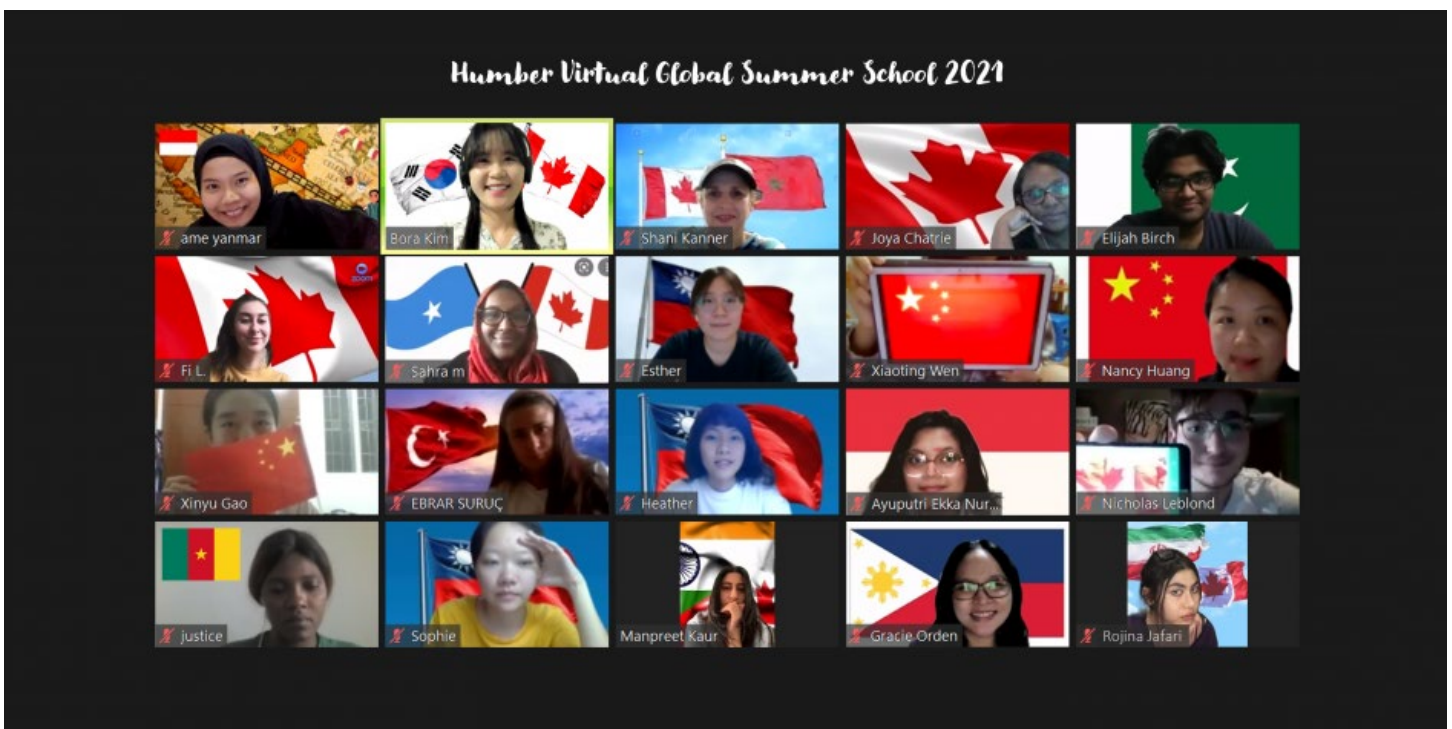 Humber Virtual Global Summer School 2021
ame yanmar
Bora Kim
Shani Kanner
Joya Chatrie
Elijah Birch
zoom
Fi L.
Sahra m
Esther
Xiaoting Wen
Nancy Huang
Xinyu Gao
EBRAR SURUÇ
Heather
Ayuputri Ekka Nur...
Nicholas Leblond
justice
Sophie
Manpreet Kaur
Gracie Orden
Rojina Jafari